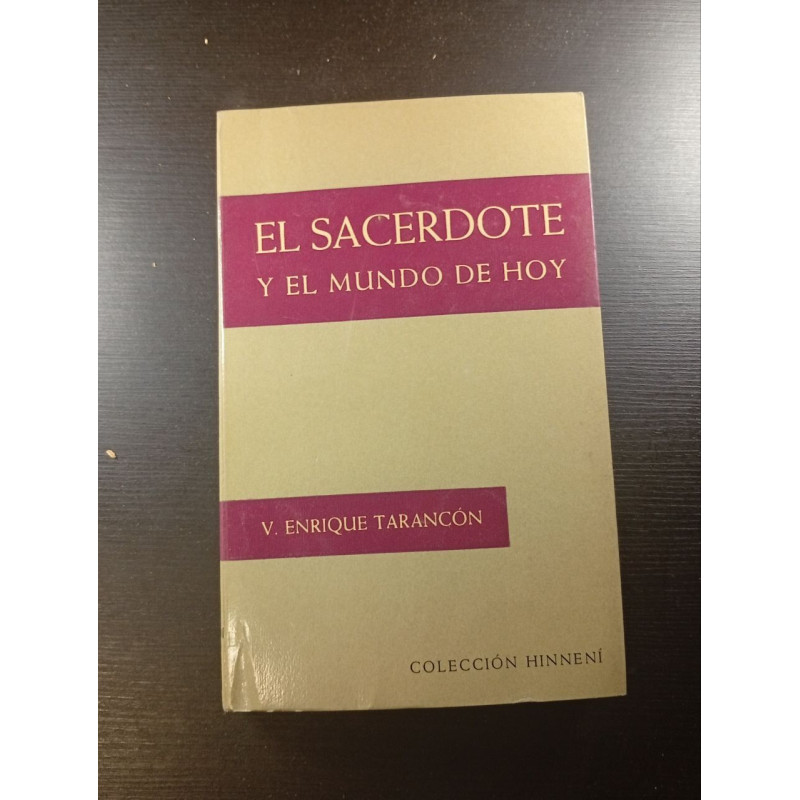 EL SACERDOTE
Y EL MUNDO DE HOY
V. ENRIQUE TARANCÓN
COLECCIÓN HINNENÍ